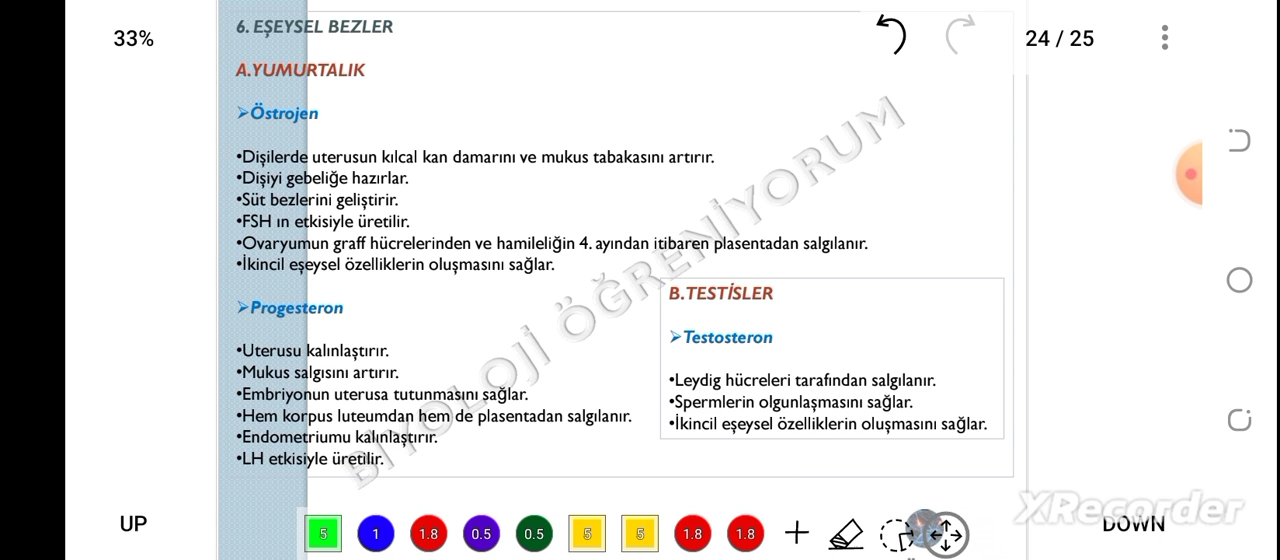 33%
24 / 25
6. EŞEYSEL BEZLER
A.YUMURTALIK
➢Östrojen
•Dişilerde uterusun kılcal kan damarını ve mukus tabakasını artırır.
•Dişiyi gebeliğe hazırlar.
•Süt bezlerini geliştirir.
•FSH ın etkisiyle üretilir.
•Ovaryumun graff hücrelerinden ve hamileliğin 4. ayından itibaren plasentadan salgılanır.
•İkincil eşeysel özelliklerin oluşmasını sağlar.
➢Progesteron
•Uterusu kalınlaştırır.
•Mukus salgısını artırır.
•Embriyonun uterusa tutunmasını sağlar.
•Hem korpus luteumdan hem de plasentadan salgılanır.
•Endometriumu kalınlaştırır.
•LH etkisiyle üretilir.
B.TESTİSLER
➢Testosteron
•Leydig hücreleri tarafından salgılanır.
•Spermlerin olgunlaşmasını sağlar.
•İkincil eşeysel özelliklerin oluşmasını sağlar.
BİYOLOJİ ÖĞRENİYORUM
XRecorder
UP
5 1 1.8 0.5 0.5 5 5 1.8 1.8
DOWN